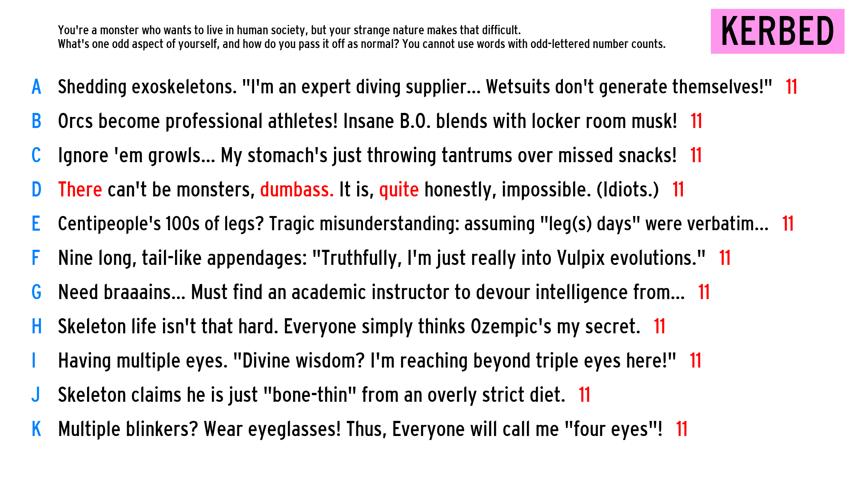 You're a monster who wants to live in human society, but your strange nature makes that difficult.
What's one odd aspect of yourself, and how do you pass it off as normal? You cannot use words with odd-lettered number counts.
KERBED
A Shedding exoskeletons. "I'm an expert diving supplier... Wetsuits don't generate themselves!" 11
B Orcs become professional athletes! Insane B.O. blends with locker room musk! 11
C Ignore 'em growls... My stomach's just throwing tantrums over missed snacks! 11
D There can't be monsters, dumbass. It is, quite honestly, impossible. (Idiots.) 11
E Centipeople's 100s of legs? Tragic misunderstanding: assuming "leg(s) days" were verbatim... 11
F Nine long, tail-like appendages: "Truthfully, I'm just really into Vulpix evolutions." 11
G Need braaains... Must find an academic instructor to devour intelligence from... 11
H Skeleton life isn't that hard. Everyone simply thinks Ozempic's my secret. 11
I Having multiple eyes. "Divine wisdom? I'm reaching beyond triple eyes here!" 11
J Skeleton claims he is just "bone-thin" from an overly strict diet. 11
K Multiple blinkers? Wear eyeglasses! Thus, Everyone will call me "four eyes"! 11